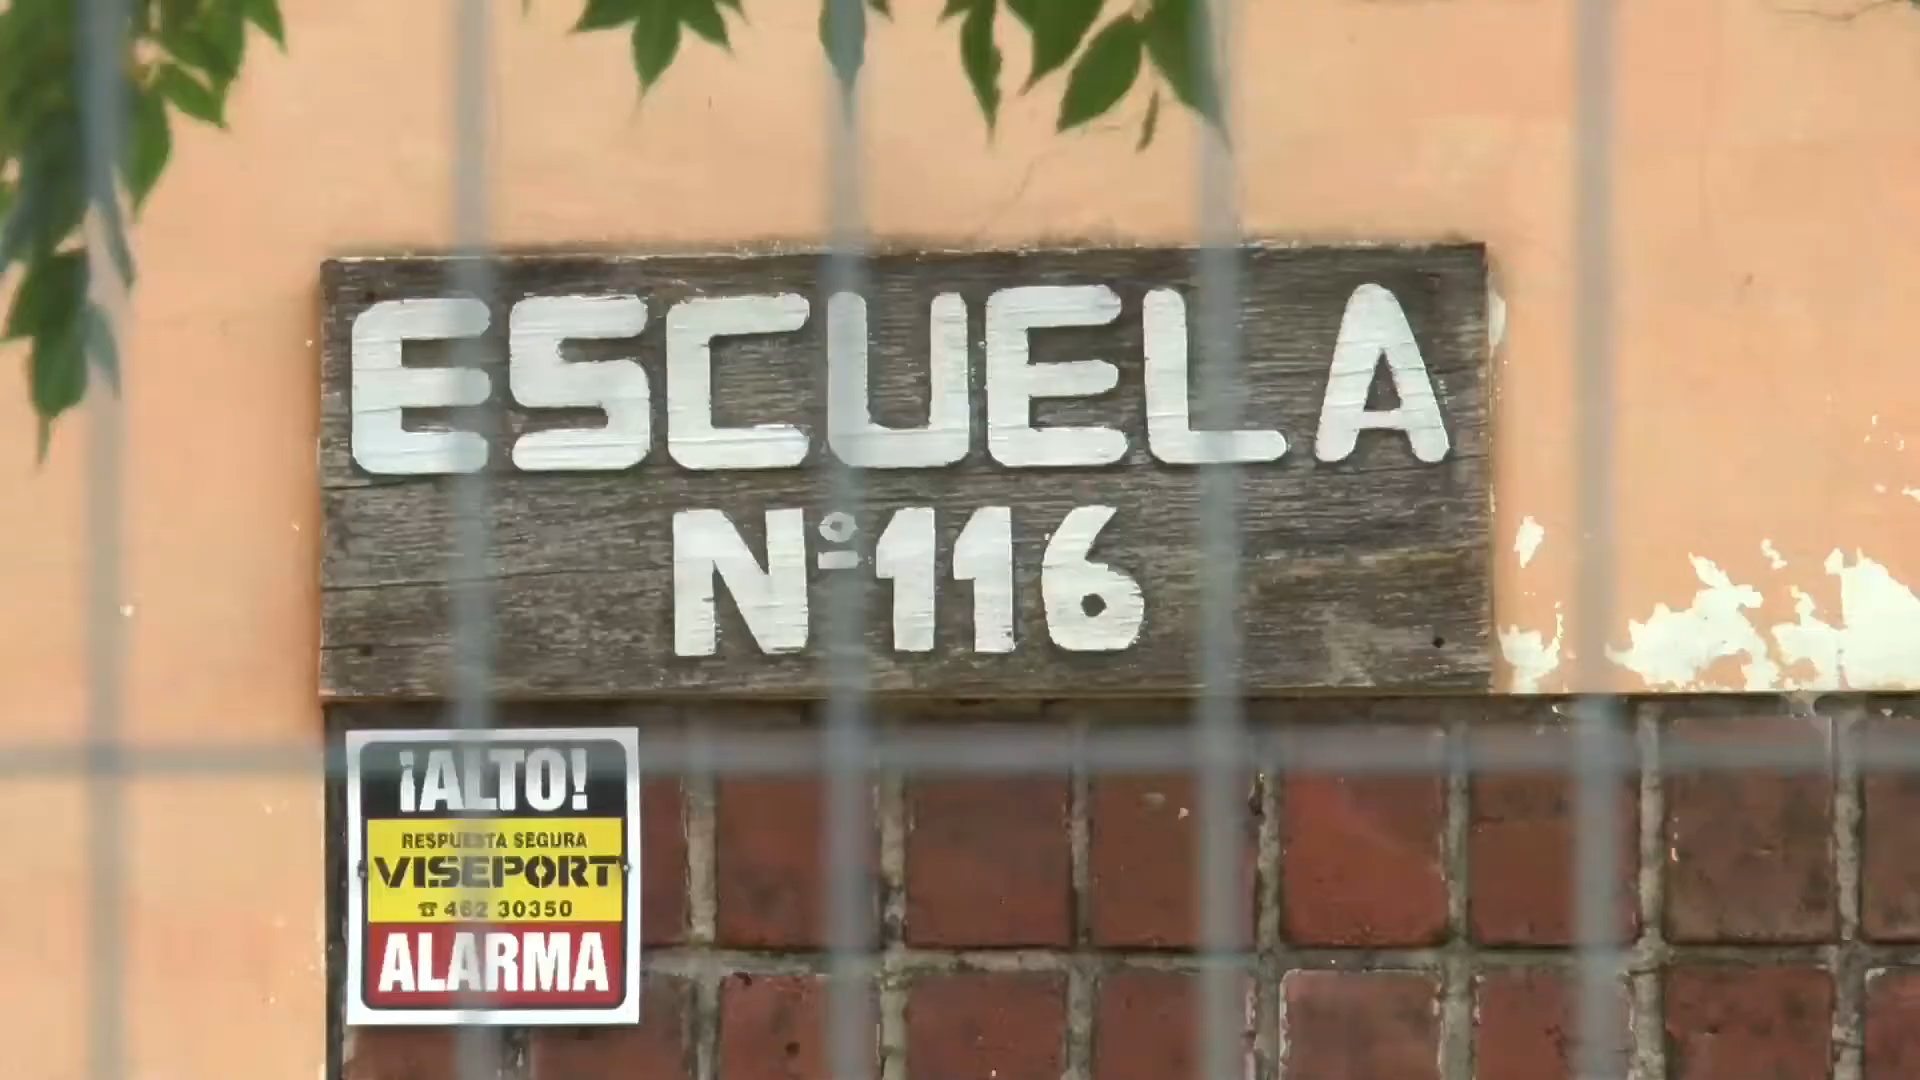 ESCUELA
Nº116
¡ALTO!
RESPUESTA SEGURA
VISEPORT
☎ 462 30350
ALARMA